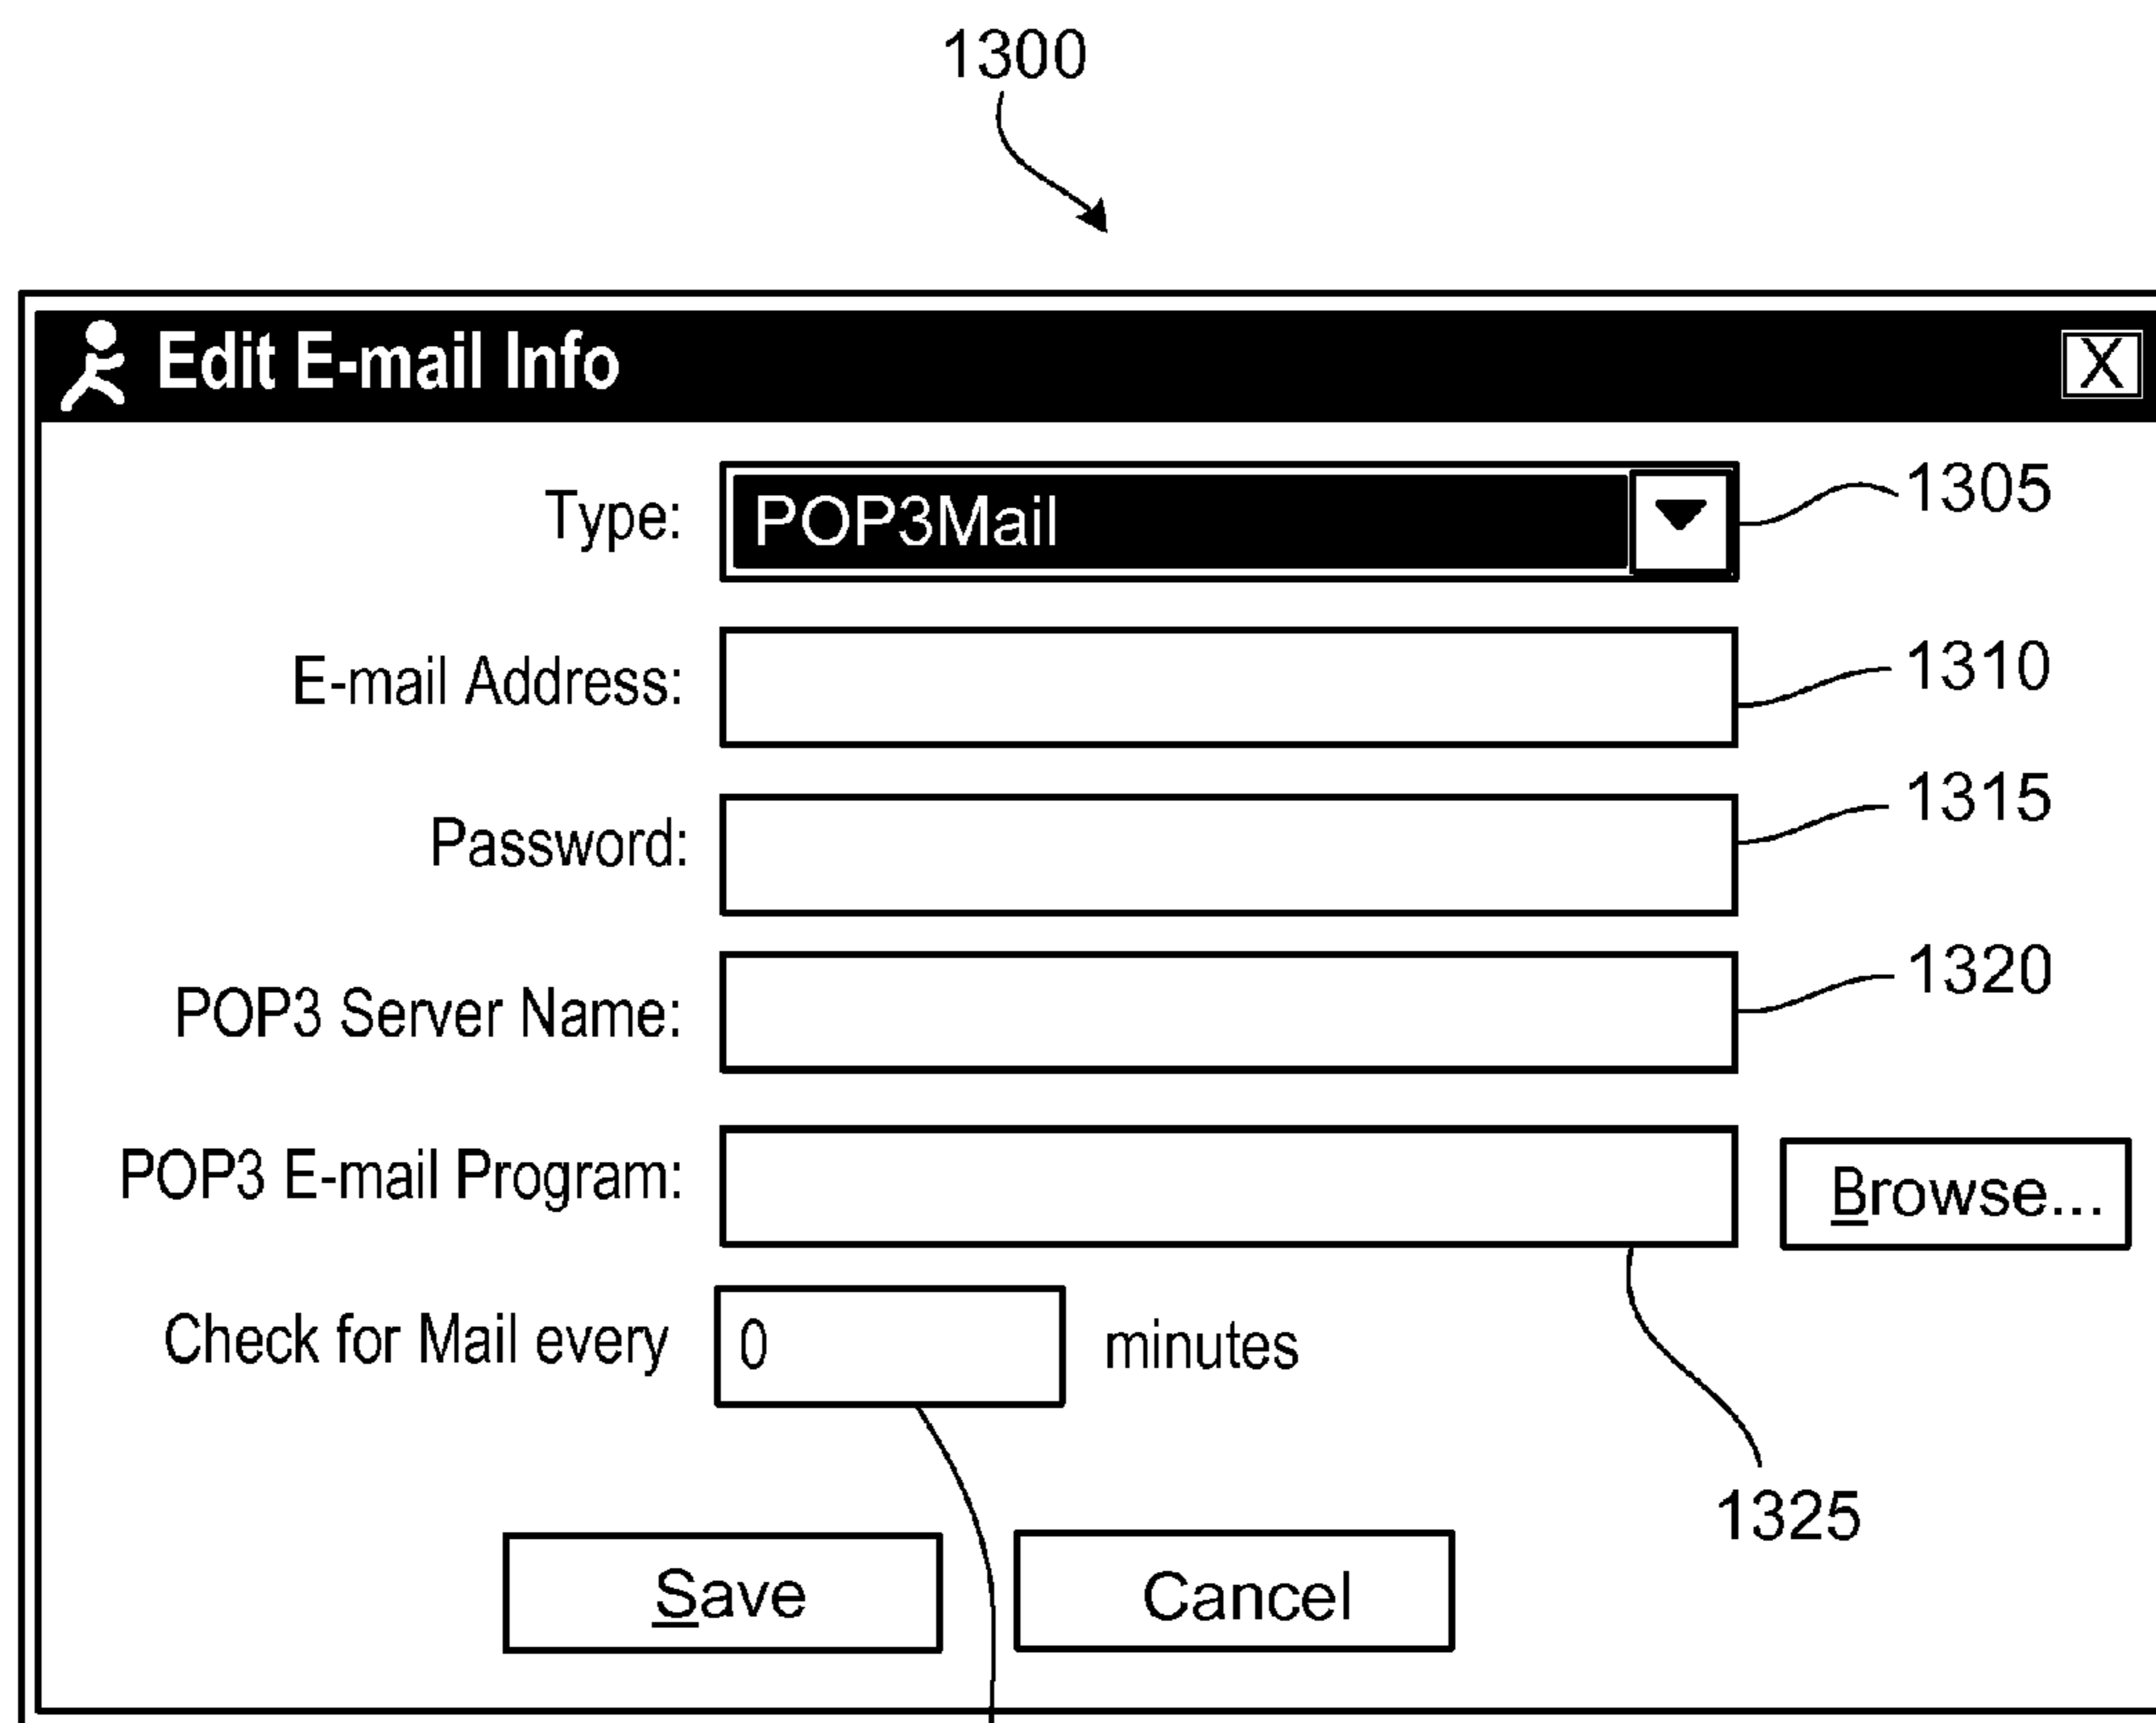 1300
Edit E-mail Info X
Type: POP3Mail 1305
E-mail Address: 1310
Password: 1315
POP3 Server Name: 1320
POP3 E-mail Program: Browse...
Check for Mail every 0 minutes
1325
Save Cancel